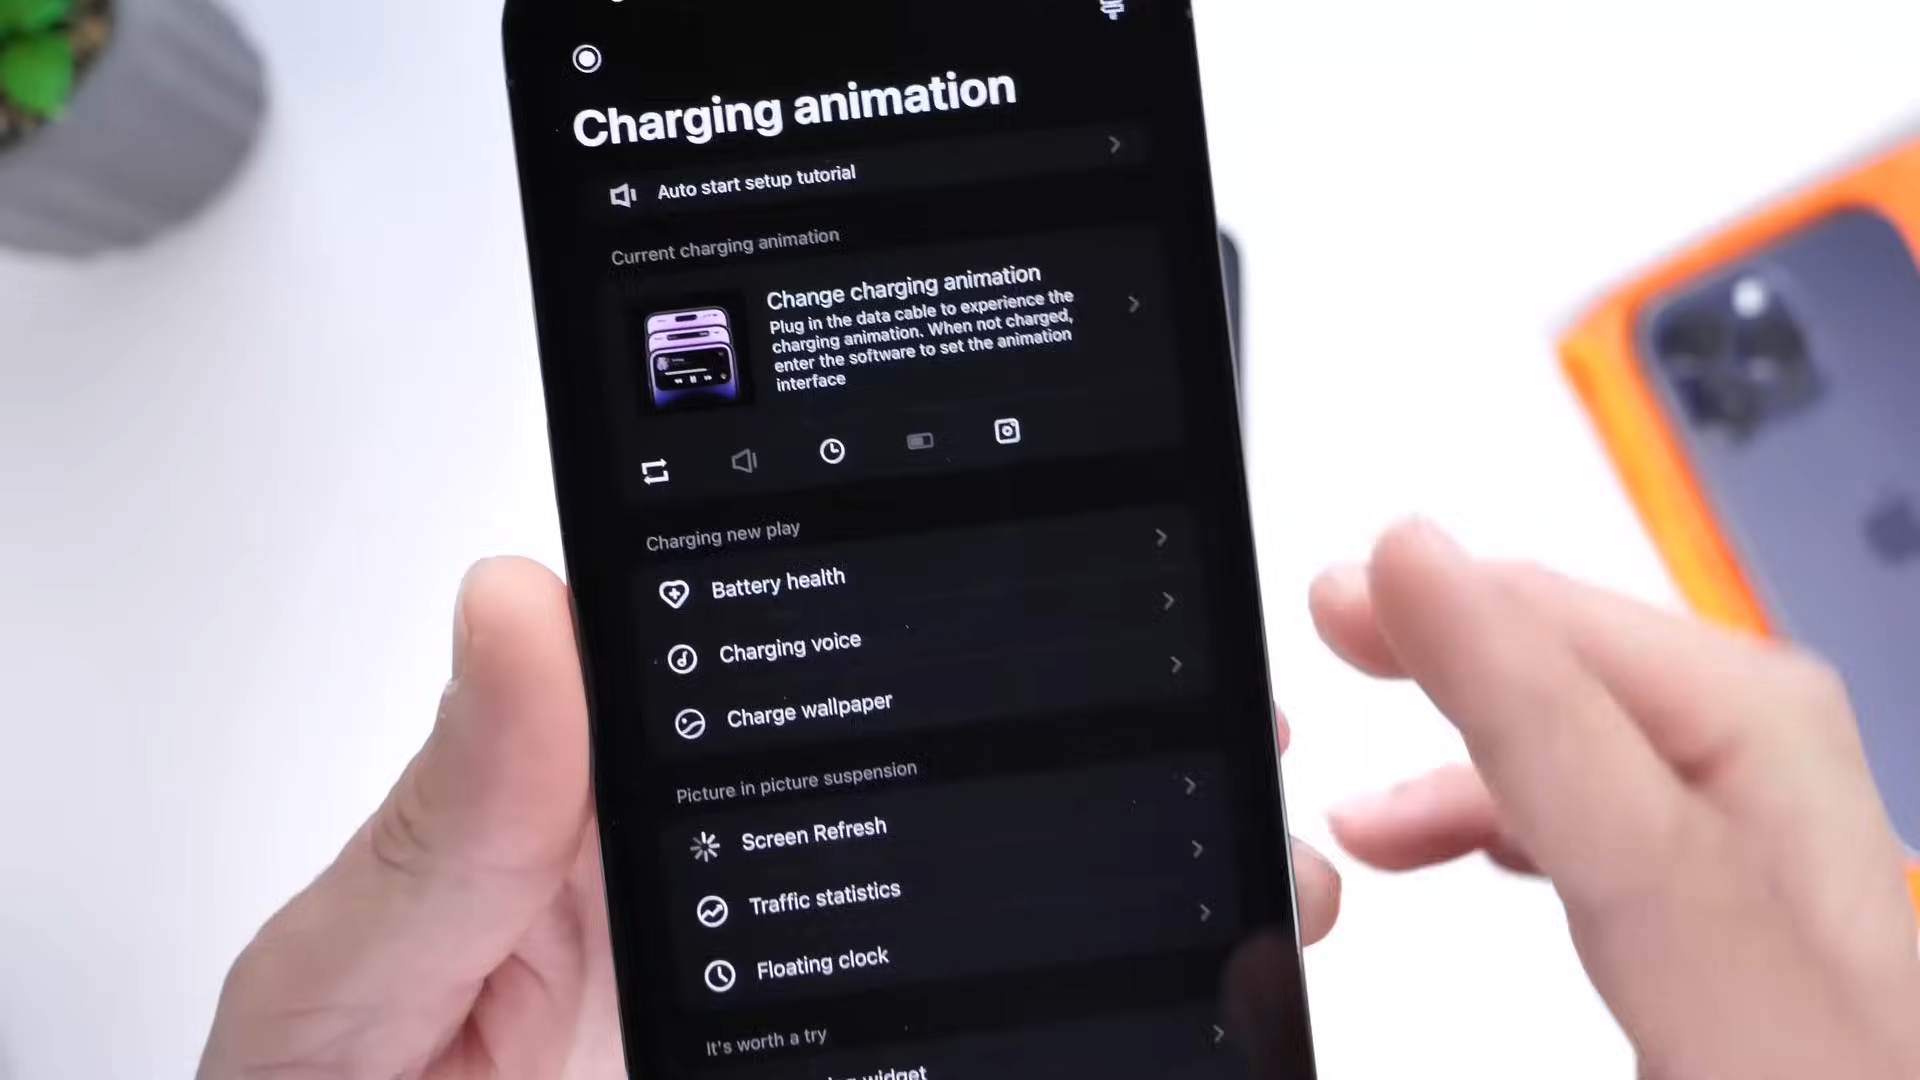 Charging animation
Auto start setup tutorial
Current charging animation
Change charging animation
Plug in the data cable to experience the
charging animation. When not charged,
enter the software to set the animation
interface
Charging new play
Battery health
Charging voice
Charge wallpaper
Picture in picture suspension
Screen Refresh
Traffic statistics
Floating clock
It's worth a try
widget